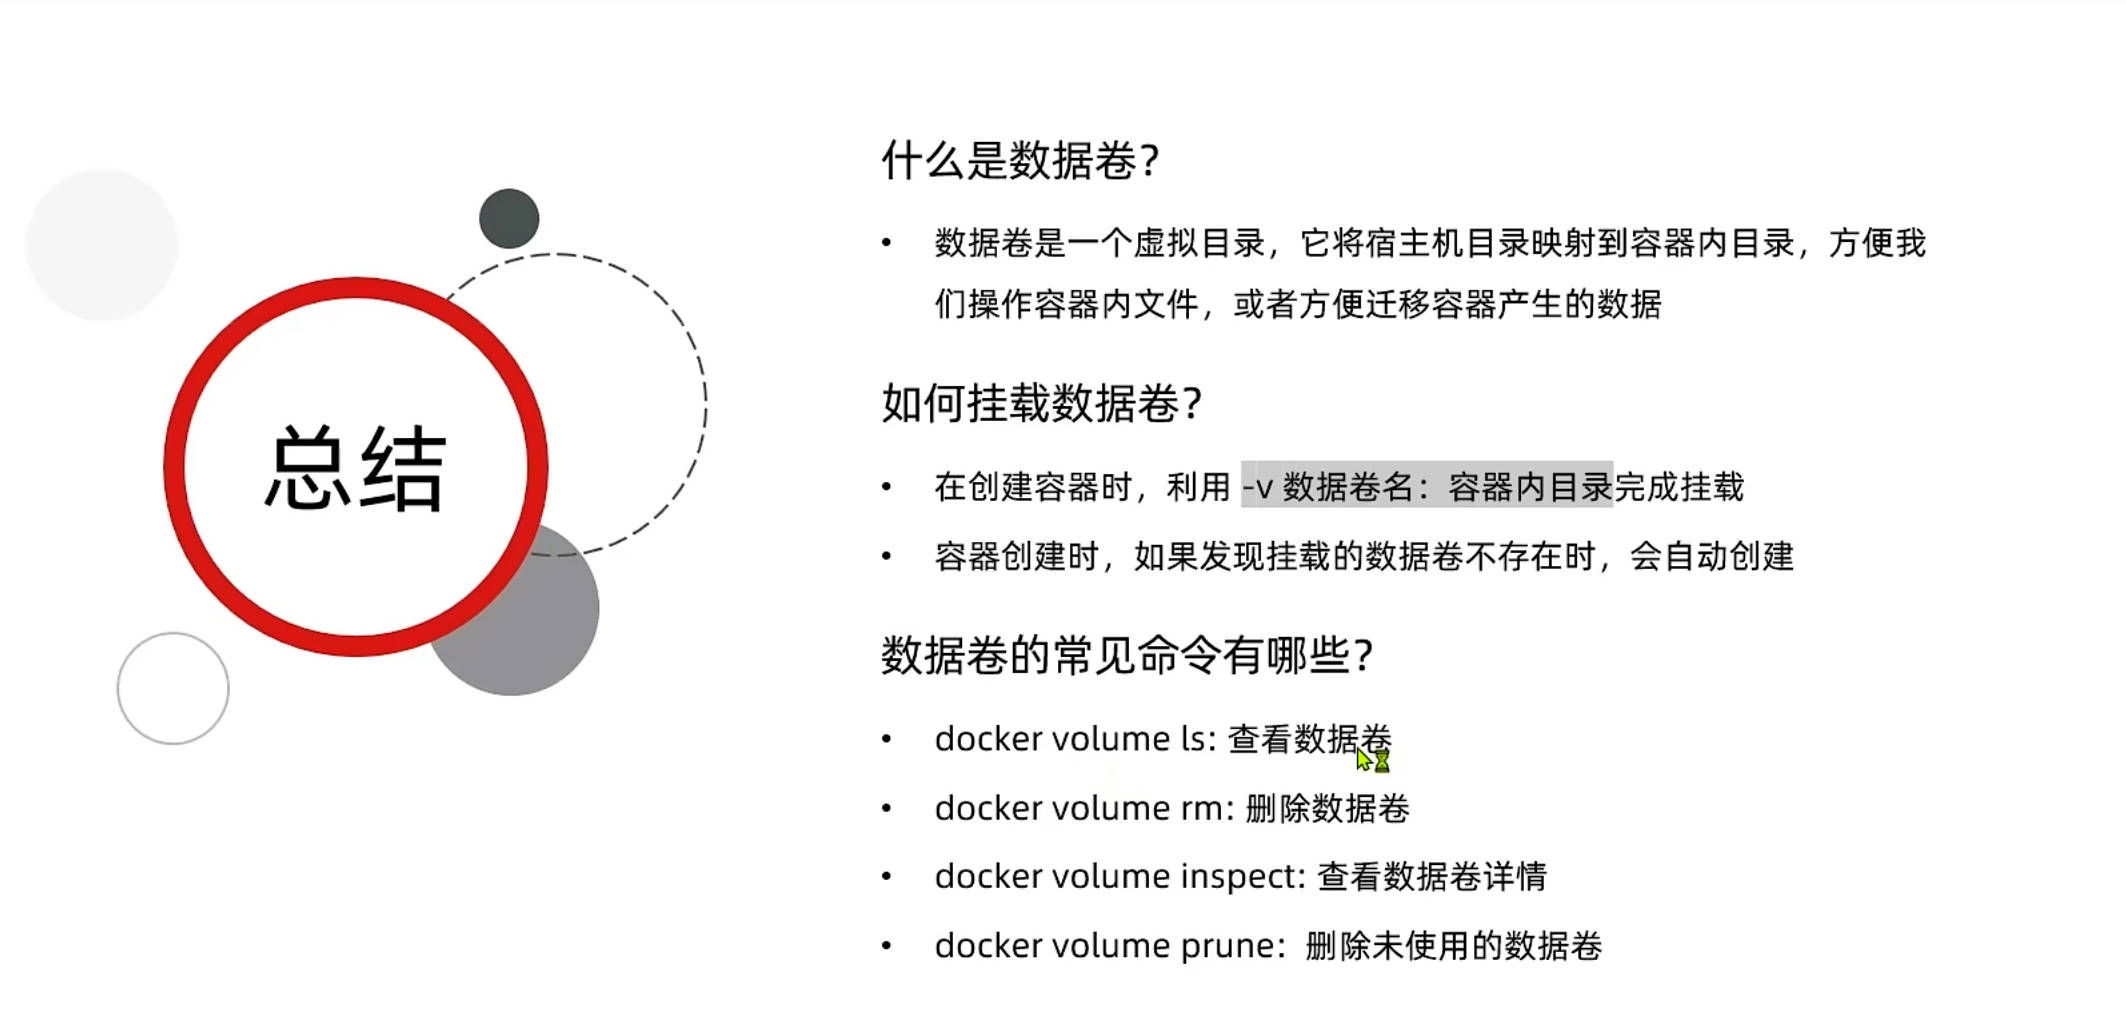 总结
什么是数据卷？
• 数据卷是一个虚拟目录，它将宿主机目录映射到容器内目录，方便我
们操作容器内文件，或者方便迁移容器产生的数据
如何挂载数据卷？
• 在创建容器时，利用 -v 数据卷名：容器内目录完成挂载
• 容器创建时，如果发现挂载的数据卷不存在时，会自动创建
数据卷的常见命令有哪些？
• docker volume ls: 查看数据卷
• docker volume rm: 删除数据卷
• docker volume inspect: 查看数据卷详情
• docker volume prune：删除未使用的数据卷